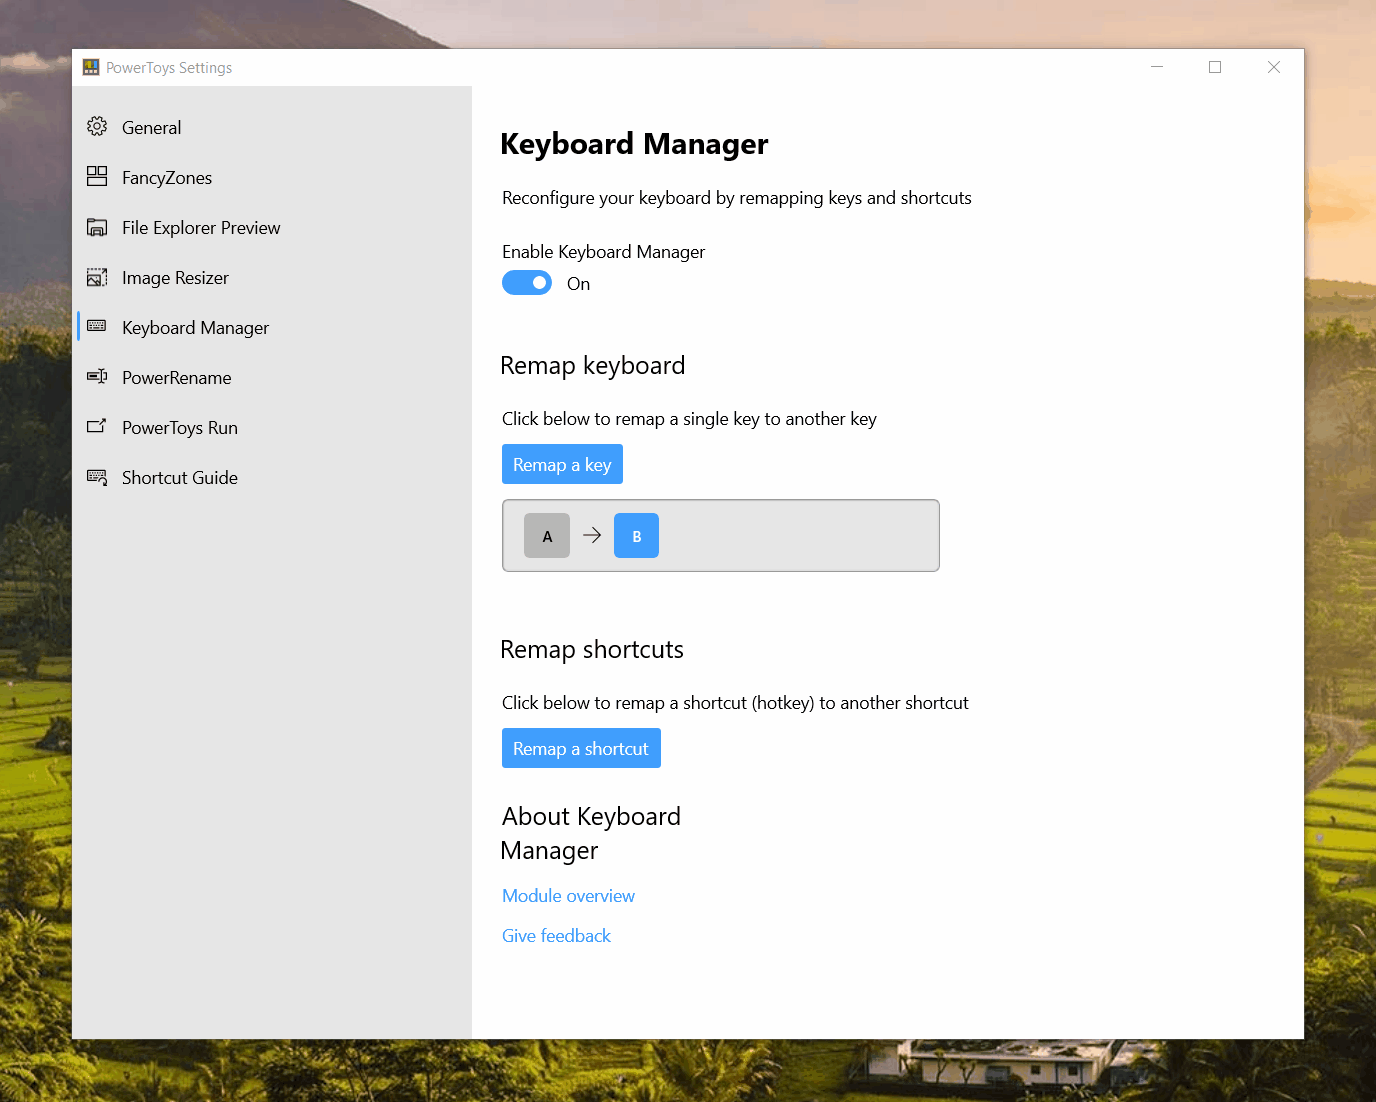 PowerToys Settings
General
FancyZones
File Explorer Preview
Image Resizer
Keyboard Manager
PowerRename
PowerToys Run
Shortcut Guide
Keyboard Manager
Reconfigure your keyboard by remapping keys and shortcuts
Enable Keyboard Manager
On
Remap keyboard
Click below to remap a single key to another key
Remap a key
A → B
Remap shortcuts
Click below to remap a shortcut (hotkey) to another shortcut
Remap a shortcut
About Keyboard
Manager
Module overview
Give feedback